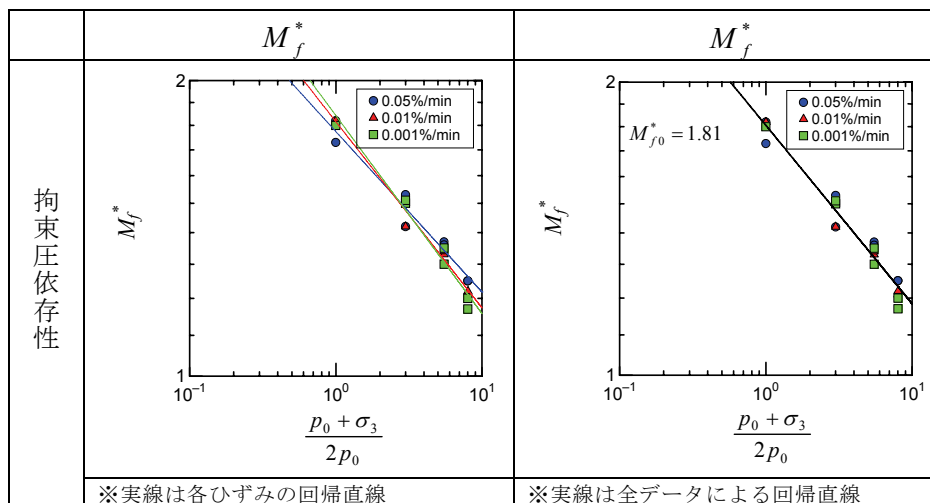 M*f
M*f
拘束圧依存性
2
M*f
1
0.05%/min
0.01%/min
0.001%/min
10⁻¹ 10⁰ 10¹
p0 + σ3
2p0
※実線は各ひずみの回帰直線
2
M*f
1
M*f0 = 1.81
0.05%/min
0.01%/min
0.001%/min
10⁻¹ 10⁰ 10¹
p0 + σ3
2p0
※実線は全データによる回帰直線